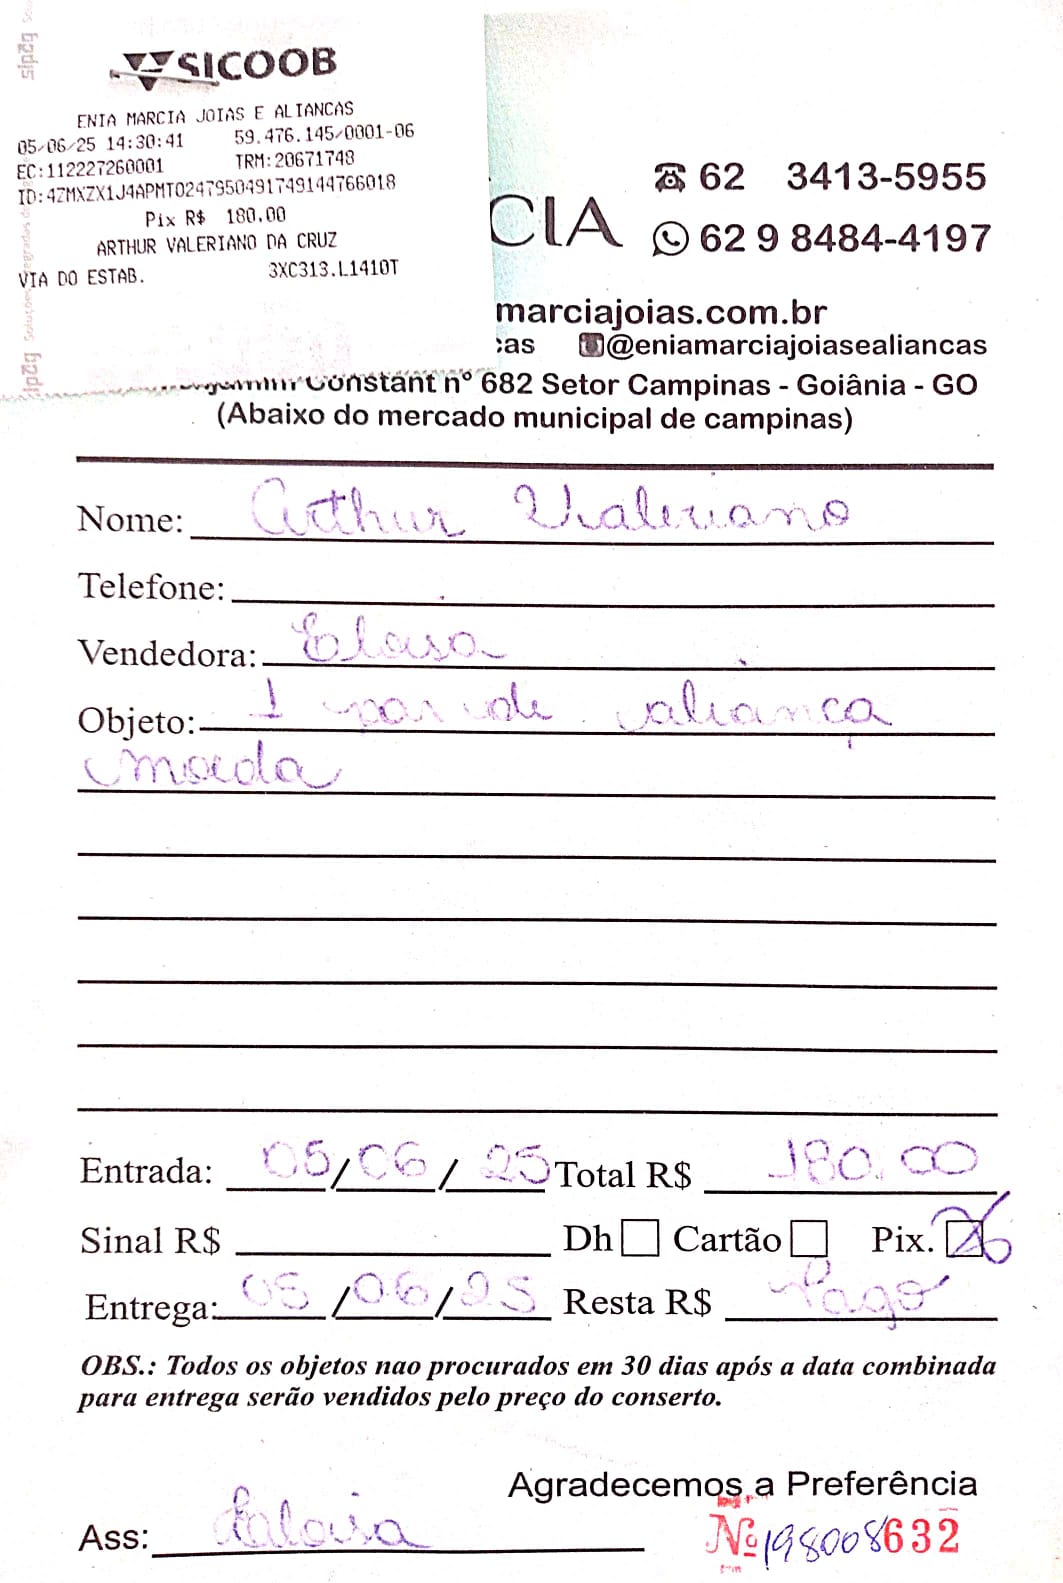 SICOOB
ENIA MARCIA JOIAS E ALIANCAS
05/06/25 14:30:41 59.476.145/0001-06
EC:112227260001 TRM:20671748
ID:4ZMXZX1J4APMT0247950491749144766018
Pix R$ 180.00
ARTHUR VALERIANO DA CRUZ
VIA DO ESTAB. 3XC313.L1410T
CIA
62 3413-5955
62 9 8484-4197
marciajoias.com.br
as @eniamarciajoiasealiancas
Constant nº 682 Setor Campinas - Goiânia - GO
(Abaixo do mercado municipal de campinas)
Nome: Arthur Valeriano
Telefone:
Vendedora: Eloisa
Objeto: 1 par de aliança
moeda
Entrada: 05/06/25 Total R$ 180.00
Sinal R$ Dh Cartão Pix.
Entrega: 05/06/25 Resta R$ Pago
OBS.: Todos os objetos nao procurados em 30 dias após a data combinada
para entrega serão vendidos pelo preço do conserto.
Agradecemos a Preferência
Ass: Eloisa
Nº 198008632